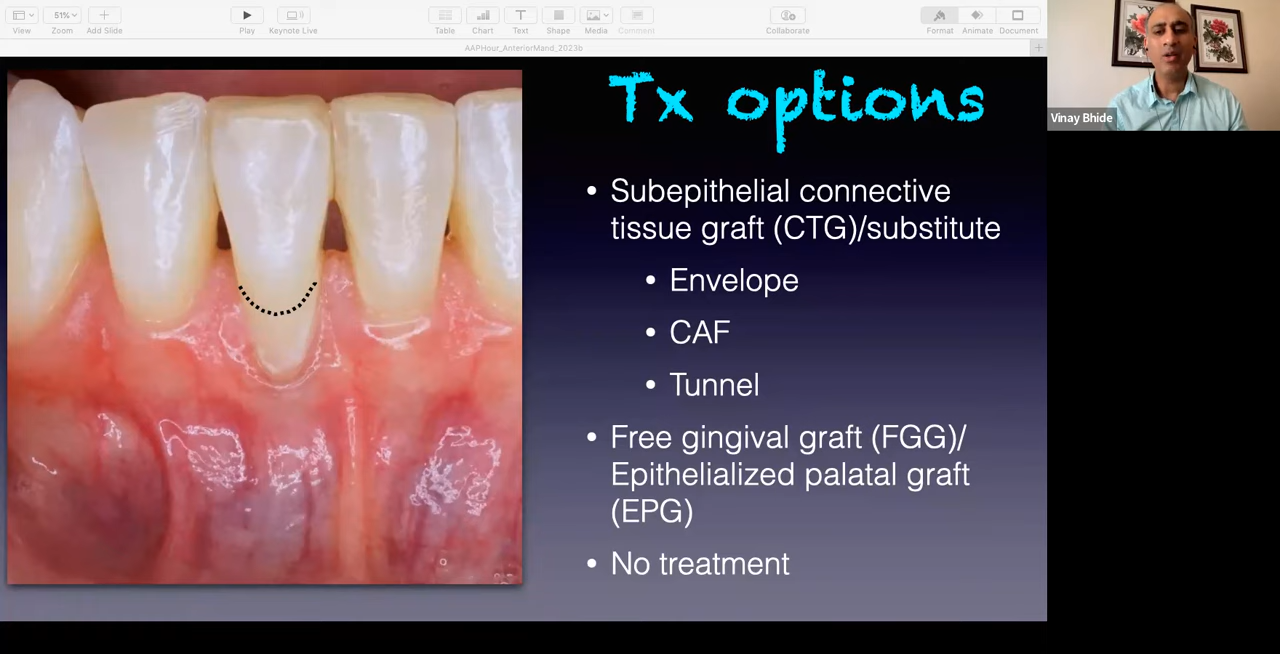 View
51%
Zoom
Add Slide
Play
Keynote Live
Table
Chart
Text
Shape
Media
Comment
Collaborate
Format
Animate
Document
AAPHour_AnteriorMand_2023b
Vinay Bhide
Tx options
• Subepithelial connective
tissue graft (CTG)/substitute
• Envelope
• CAF
• Tunnel
• Free gingival graft (FGG)/
Epithelialized palatal graft
(EPG)
• No treatment